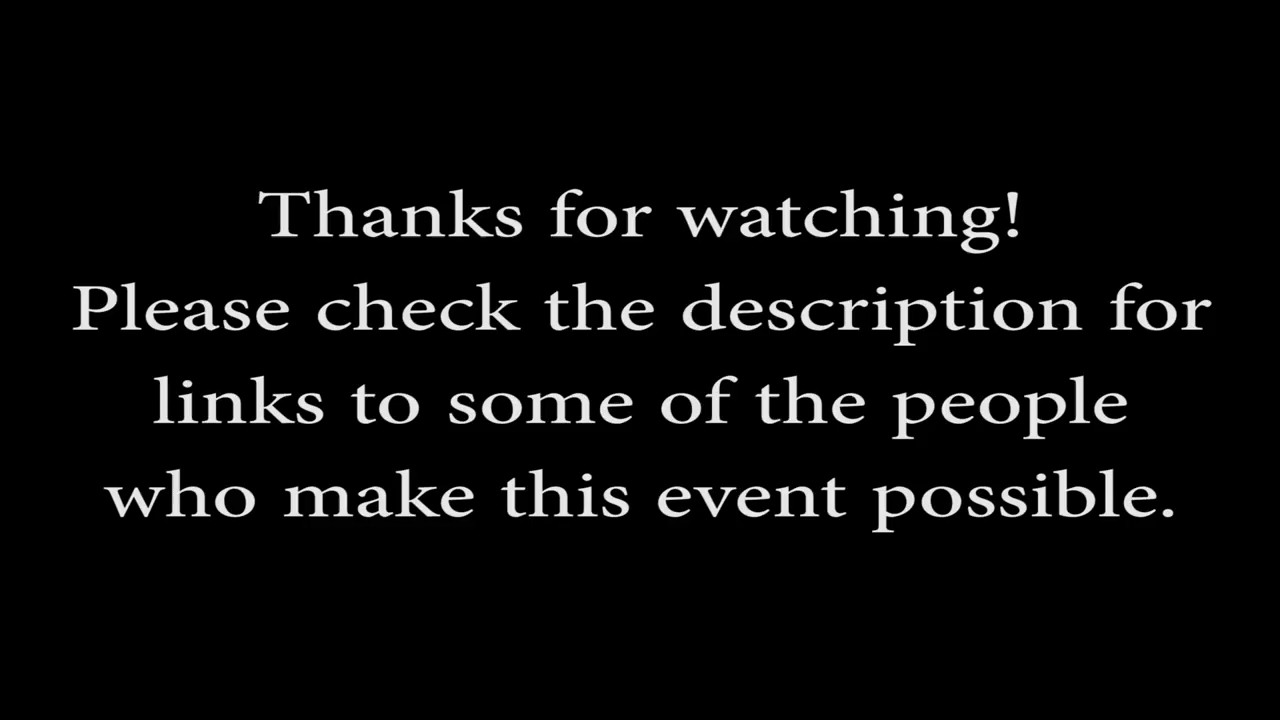 Thanks for watching!
Please check the description for
links to some of the people
who make this event possible.